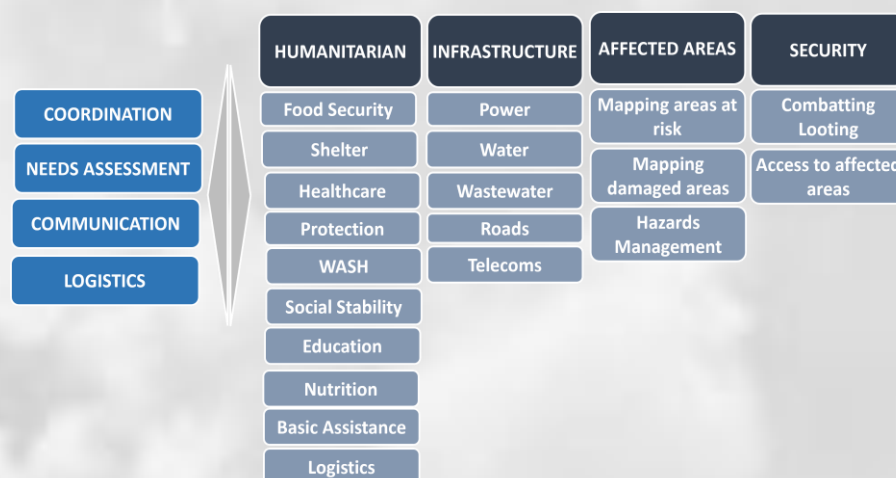 COORDINATION
NEEDS ASSESSMENT
COMMUNICATION
LOGISTICS
HUMANITARIAN
Food Security
Shelter
Healthcare
Protection
WASH
Social Stability
Education
Nutrition
Basic Assistance
Logistics
INFRASTRUCTURE
Power
Water
Wastewater
Roads
Telecoms
AFFECTED AREAS
Mapping areas at
risk
Mapping
damaged areas
Hazards
Management
SECURITY
Combatting
Looting
Access to affected
areas